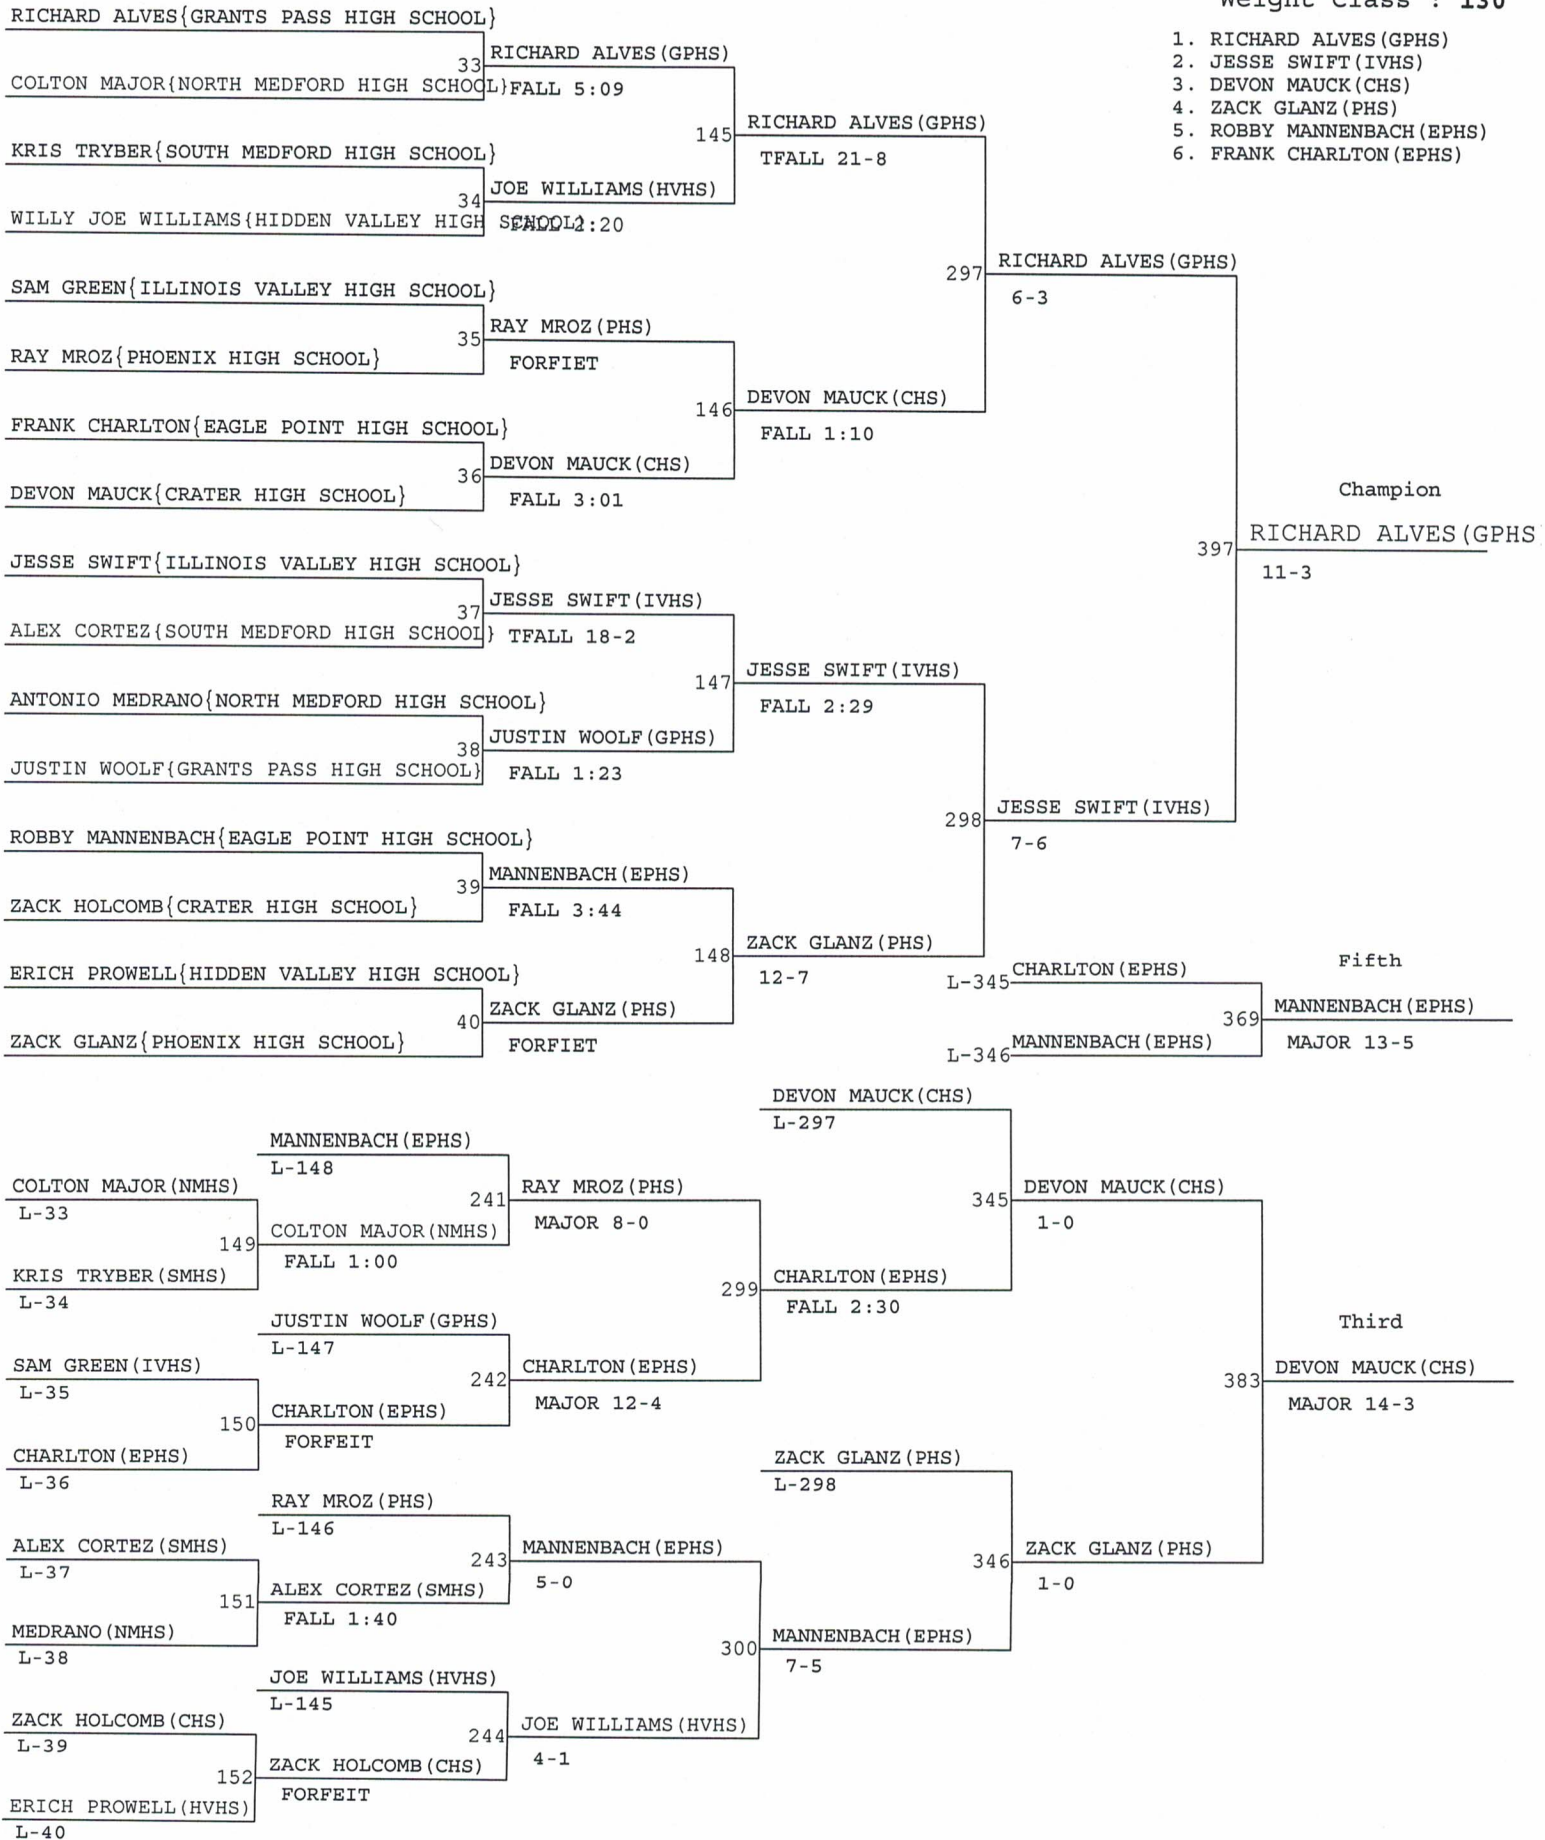 Weight Class : 130
1. RICHARD ALVES(GPHS)
2. JESSE SWIFT(IVHS)
3. DEVON MAUCK(CHS)
4. ZACK GLANZ(PHS)
5. ROBBY MANNENBACH(EPHS)
6. FRANK CHARLTON(EPHS)
RICHARD ALVES{GRANTS PASS HIGH SCHOOL}
33
COLTON MAJOR{NORTH MEDFORD HIGH SCHOOL}
RICHARD ALVES(GPHS)
FALL 5:09
KRIS TRYBER{SOUTH MEDFORD HIGH SCHOOL}
34
WILLY JOE WILLIAMS{HIDDEN VALLEY HIGH SCHOOL}
JOE WILLIAMS(HVHS)
FALL :20
145
RICHARD ALVES(GPHS)
TFALL 21-8
SAM GREEN{ILLINOIS VALLEY HIGH SCHOOL}
35
RAY MROZ{PHOENIX HIGH SCHOOL}
RAY MROZ(PHS)
FORFIET
FRANK CHARLTON{EAGLE POINT HIGH SCHOOL}
36
DEVON MAUCK{CRATER HIGH SCHOOL}
DEVON MAUCK(CHS)
FALL 3:01
146
DEVON MAUCK(CHS)
FALL 1:10
297
RICHARD ALVES(GPHS)
6-3
JESSE SWIFT{ILLINOIS VALLEY HIGH SCHOOL}
37
ALEX CORTEZ{SOUTH MEDFORD HIGH SCHOOL}
JESSE SWIFT(IVHS)
TFALL 18-2
ANTONIO MEDRANO{NORTH MEDFORD HIGH SCHOOL}
38
JUSTIN WOOLF{GRANTS PASS HIGH SCHOOL}
JUSTIN WOOLF(GPHS)
FALL 1:23
147
JESSE SWIFT(IVHS)
FALL 2:29
ROBBY MANNENBACH{EAGLE POINT HIGH SCHOOL}
39
ZACK HOLCOMB{CRATER HIGH SCHOOL}
MANNENBACH(EPHS)
FALL 3:44
ERICH PROWELL{HIDDEN VALLEY HIGH SCHOOL}
40
ZACK GLANZ{PHOENIX HIGH SCHOOL}
ZACK GLANZ(PHS)
FORFIET
148
ZACK GLANZ(PHS)
12-7
298
JESSE SWIFT(IVHS)
7-6
Champion
397
RICHARD ALVES(GPHS
11-3
Fifth
L-345
CHARLTON(EPHS)
L-346
MANNENBACH(EPHS)
369
MANNENBACH(EPHS)
MAJOR 13-5
COLTON MAJOR(NMHS)
L-33
KRIS TRYBER(SMHS)
L-34
149
MANNENBACH(EPHS)
L-148
COLTON MAJOR(NMHS)
FALL 1:00
241
RAY MROZ(PHS)
MAJOR 8-0
SAM GREEN(IVHS)
L-35
CHARLTON(EPHS)
L-36
150
JUSTIN WOOLF(GPHS)
L-147
CHARLTON(EPHS)
FORFEIT
242
CHARLTON(EPHS)
MAJOR 12-4
299
DEVON MAUCK(CHS)
L-297
CHARLTON(EPHS)
FALL 2:30
345
DEVON MAUCK(CHS)
1-0
ALEX CORTEZ(SMHS)
L-37
MEDRANO(NMHS)
L-38
151
RAY MROZ(PHS)
L-146
ALEX CORTEZ(SMHS)
FALL 1:40
243
MANNENBACH(EPHS)
5-0
ZACK HOLCOMB(CHS)
L-39
ERICH PROWELL(HVHS)
L-40
152
JOE WILLIAMS(HVHS)
L-145
ZACK HOLCOMB(CHS)
FORFEIT
244
JOE WILLIAMS(HVHS)
4-1
300
ZACK GLANZ(PHS)
L-298
MANNENBACH(EPHS)
7-5
346
ZACK GLANZ(PHS)
1-0
Third
383
DEVON MAUCK(CHS)
MAJOR 14-3